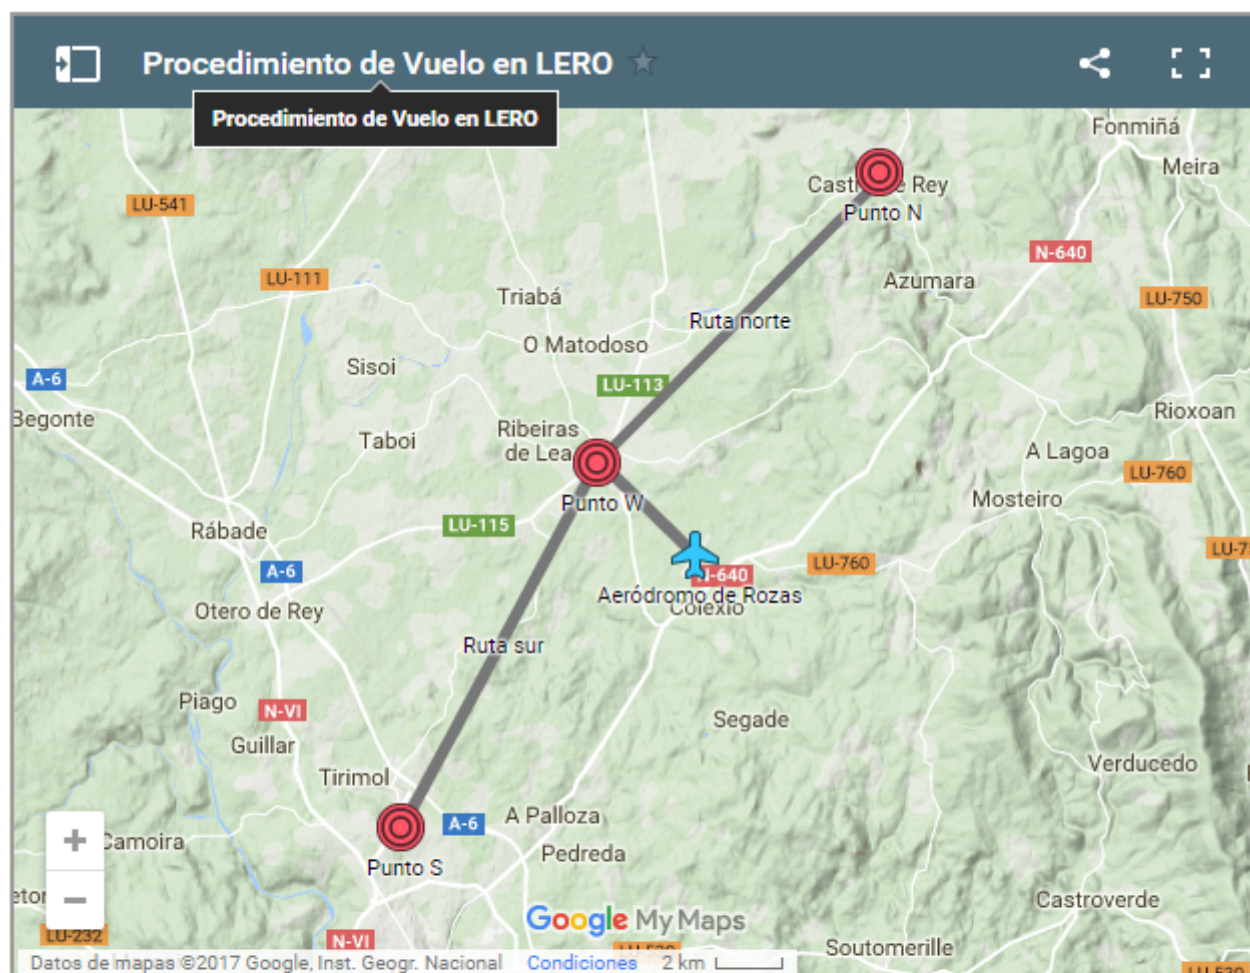 Procedimiento de Vuelo en LERO
Procedimiento de Vuelo en LERO
Fonmiñá
Meira
Punto N
LU-541
N-640
LU-111
Azumara
Triabá
LU-750
Ruta norte
O Matodoso
Sisoi
A-6
LU-113
Begonte
Rioxoan
Ribeiras
de Lea
Taboi
A Lagoa
LU-760
Punto W
Mosteiro
Rábade
LU-115
A-6
LU-760
N-640
Aeródromo de Rozas
Colexio
Otero de Rey
Ruta sur
Piago
N-VI
Segade
Guillar
Verducedo
Tirimol
A Palloza
A-6
Camoira
Pedreda
Punto S
Castroverde
Google My Maps
LU-232
N-VI
Soutomerille
Datos de mapas ©2017 Google, Inst. Geogr. Nacional Condiciones 2 km